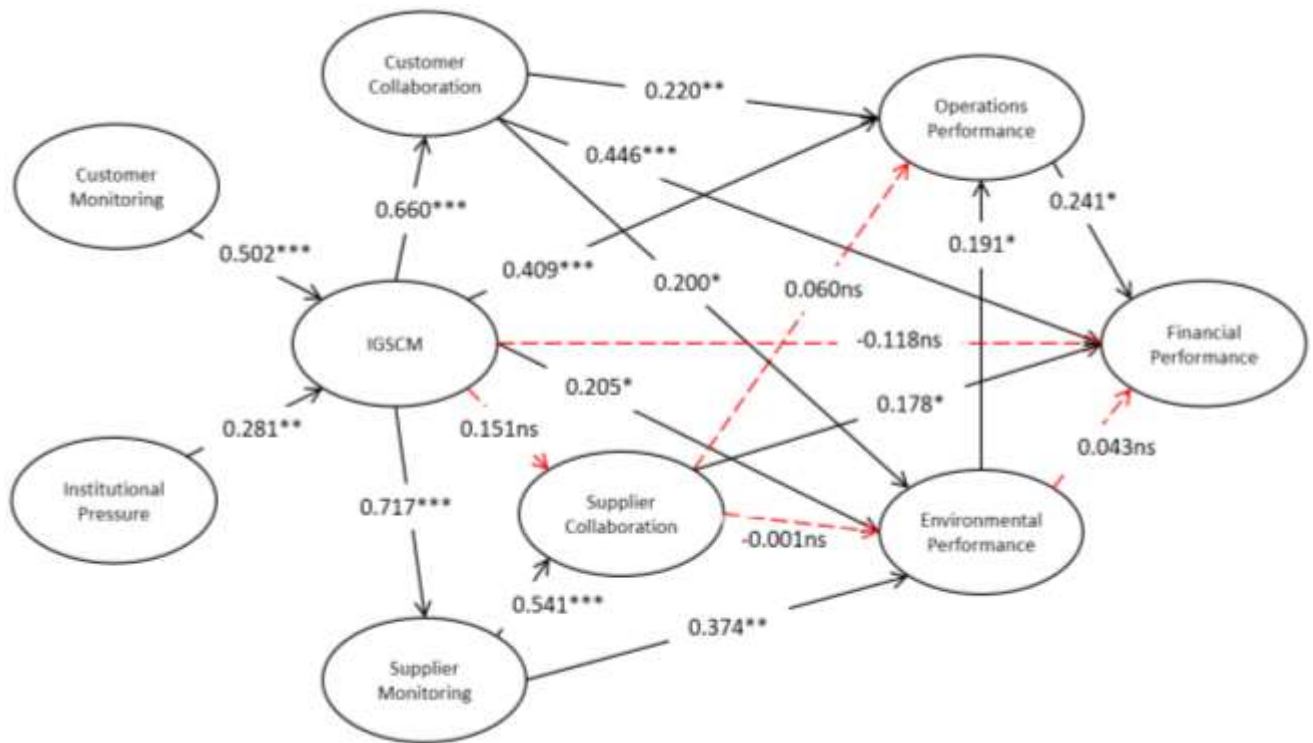 Customer
Collaboration
Operations
Performance
0.220**
Customer
Monitoring
0.446***
0.660***
0.241*
0.191*
0.502***
0.409***
0.200*
0.060ns
IGSCM
-0.118ns
Financial
Performance
0.205*
0.178*
0.281**
0.151ns
0.043ns
Institutional
Pressure
0.717***
Supplier
Collaboration
Environmental
Performance
-0.001ns
0.541***
0.374**
Supplier
Monitoring